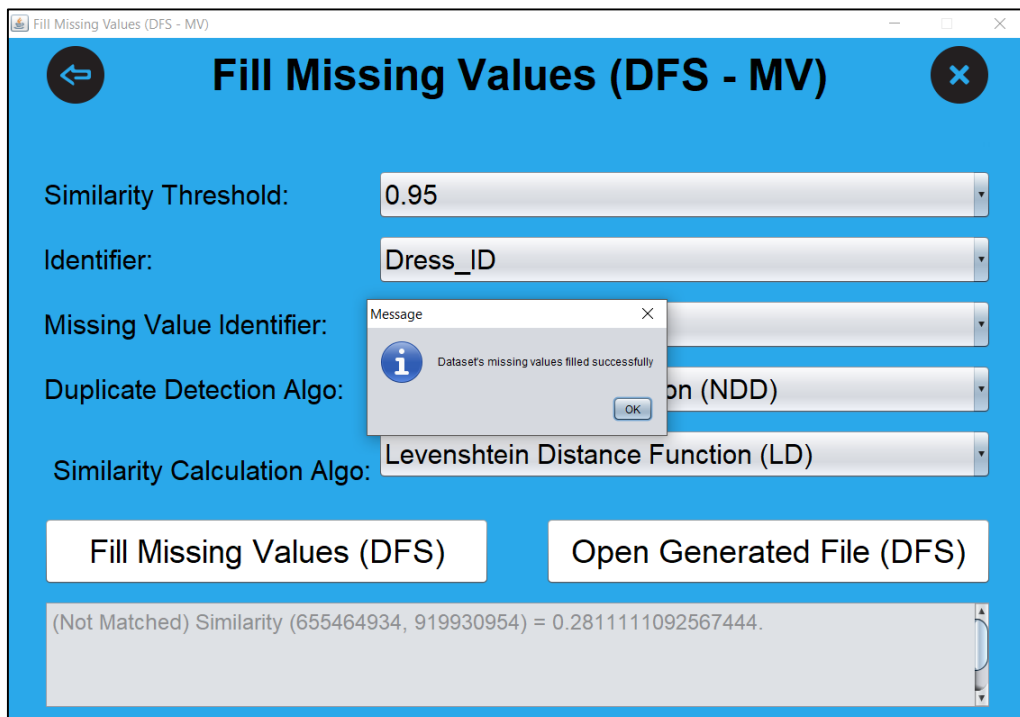 Fill Missing Values (DFS - MV)
Fill Missing Values (DFS - MV)
Similarity Threshold:
0.95
Identifier:
Dress_ID
Missing Value Identifier:
Message
Dataset's missing values filled successfully
OK
Duplicate Detection Algo:
(NDD)
Similarity Calculation Algo:
Levenshtein Distance Function (LD)
Fill Missing Values (DFS)
Open Generated File (DFS)
(Not Matched) Similarity (655464934, 919930954) = 0.2811111092567444.